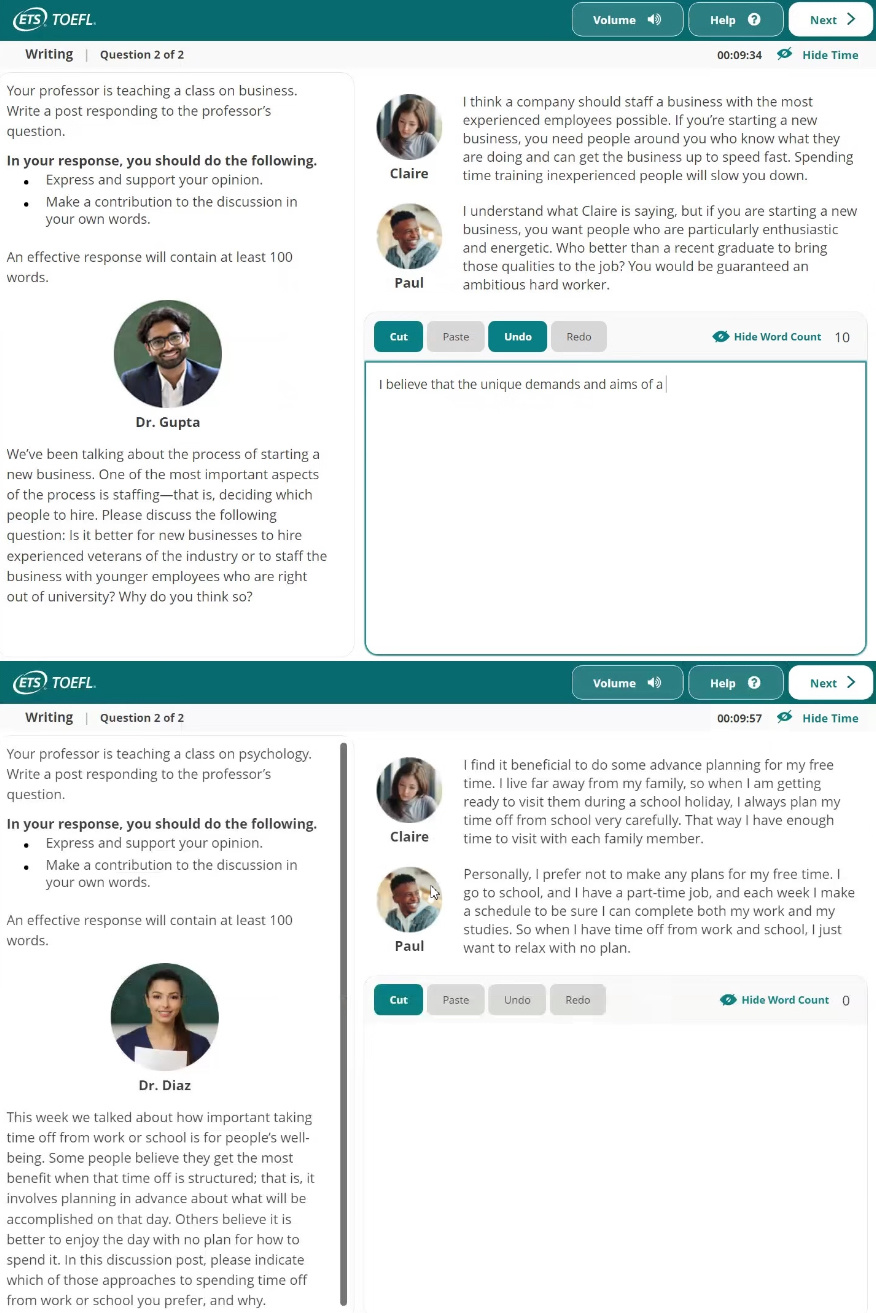 ETS TOEFL.
Volume
Help ?
Next
Writing | Question 2 of 2
00:09:34 Hide Time
Your professor is teaching a class on business.
Write a post responding to the professor's
question.
In your response, you should do the following.
• Express and support your opinion.
• Make a contribution to the discussion in
your own words.
An effective response will contain at least 100
words.
Dr. Gupta
We've been talking about the process of starting a
new business. One of the most important aspects
of the process is staffing—that is, deciding which
people to hire. Please discuss the following
question: Is it better for new businesses to hire
experienced veterans of the industry or to staff the
business with younger employees who are right
out of university? Why do you think so?
I think a company should staff a business with the most
experienced employees possible. If you're starting a new
business, you need people around you who know what they
are doing and can get the business up to speed fast. Spending
time training inexperienced people will slow you down.
Claire
I understand what Claire is saying, but if you are starting a new
business, you want people who are particularly enthusiastic
and energetic. Who better than a recent graduate to bring
those qualities to the job? You would be guaranteed an
ambitious hard worker.
Paul
Cut Paste Undo Redo Hide Word Count 10
I believe that the unique demands and aims of a
ETS TOEFL.
Volume
Help ?
Next
Writing | Question 2 of 2
00:09:57 Hide Time
Your professor is teaching a class on psychology.
Write a post responding to the professor's
question.
In your response, you should do the following.
• Express and support your opinion.
• Make a contribution to the discussion in
your own words.
An effective response will contain at least 100
words.
Dr. Diaz
This week we talked about how important taking
time off from work or school is for people's well-
being. Some people believe they get the most
benefit when that time off is structured; that is, it
involves planning in advance about what will be
accomplished on that day. Others believe it is
better to enjoy the day with no plan for how to
spend it. In this discussion post, please indicate
which of those approaches to spending time off
from work or school you prefer, and why.
I find it beneficial to do some advance planning for my free
time. I live far away from my family, so when I am getting
ready to visit them during a school holiday, I always plan my
time off from school very carefully. That way I have enough
time to visit with each family member.
Claire
Personally, I prefer not to make any plans for my free time. I
go to school, and I have a part-time job, and each week I make
a schedule to be sure I can complete both my work and my
studies. So when I have time off from work and school, I just
want to relax with no plan.
Paul
Cut Paste Undo Redo Hide Word Count 0